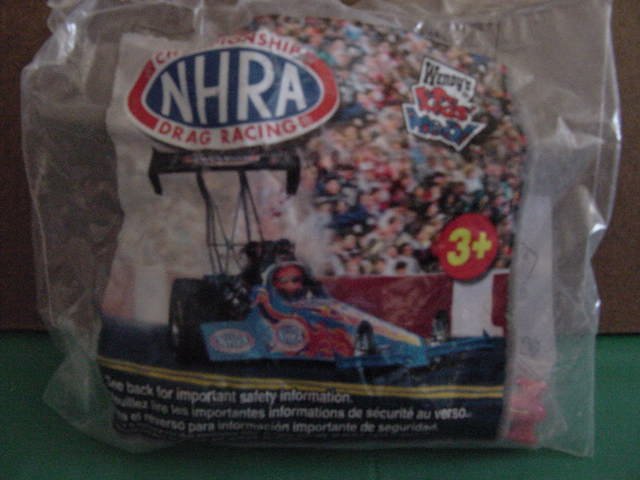 CHAMPIONSHIP
NHRA
DRAG RACING
Wendy's
Kids'
Meal
3+
See back for important safety information.
Veuillez lire les importantes informations de sécurité au verso.
el reverso para información importante de seguridad.